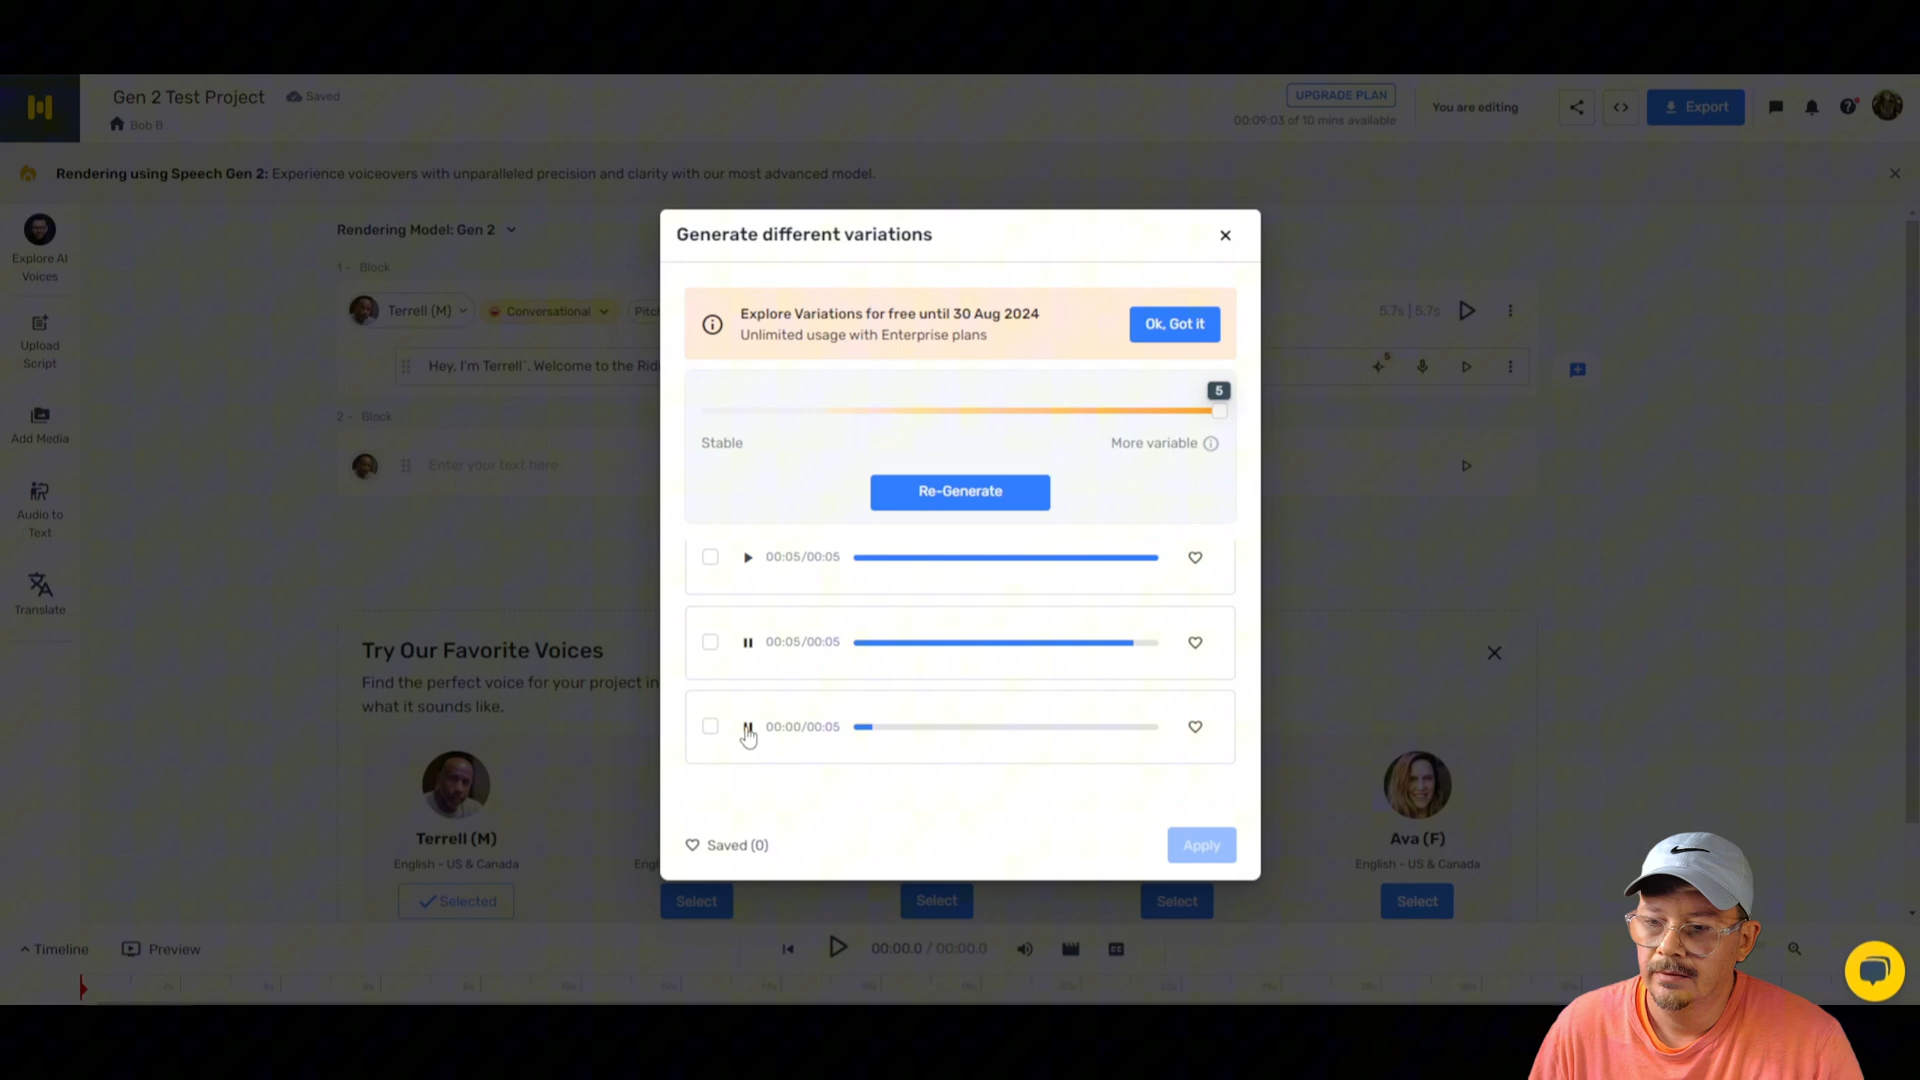 Gen 2 Test Project
Saved
Bob B
UPGRADE PLAN
00:09:03 of 10 mins available
You are editing
Export
Rendering using Speech Gen 2: Experience voiceovers with unparalleled precision and clarity with our most advanced model.
Explore AI
Voices
Upload
Script
Add Media
Audio to
Text
Translate
Rendering Model: Gen 2
1 - Block
Terrell (M)
Conversational
Pitch
5.7s | 5.7s
Hey, I'm Terrell`. Welcome to the Rid
5
2 - Block
Enter your text here
Generate different variations
Explore Variations for free until 30 Aug 2024
Unlimited usage with Enterprise plans
Ok, Got it
5
Stable
More variable
Re-Generate
00:05/00:05
00:05/00:05
00:00/00:05
Saved (0)
Apply
Try Our Favorite Voices
Find the perfect voice for your project in
what it sounds like.
Terrell (M)
English - US & Canada
Selected
Engl
Select
Select
Select
Ava (F)
English - US & Canada
Select
Timeline
Preview
00:00.0 / 00:00.0